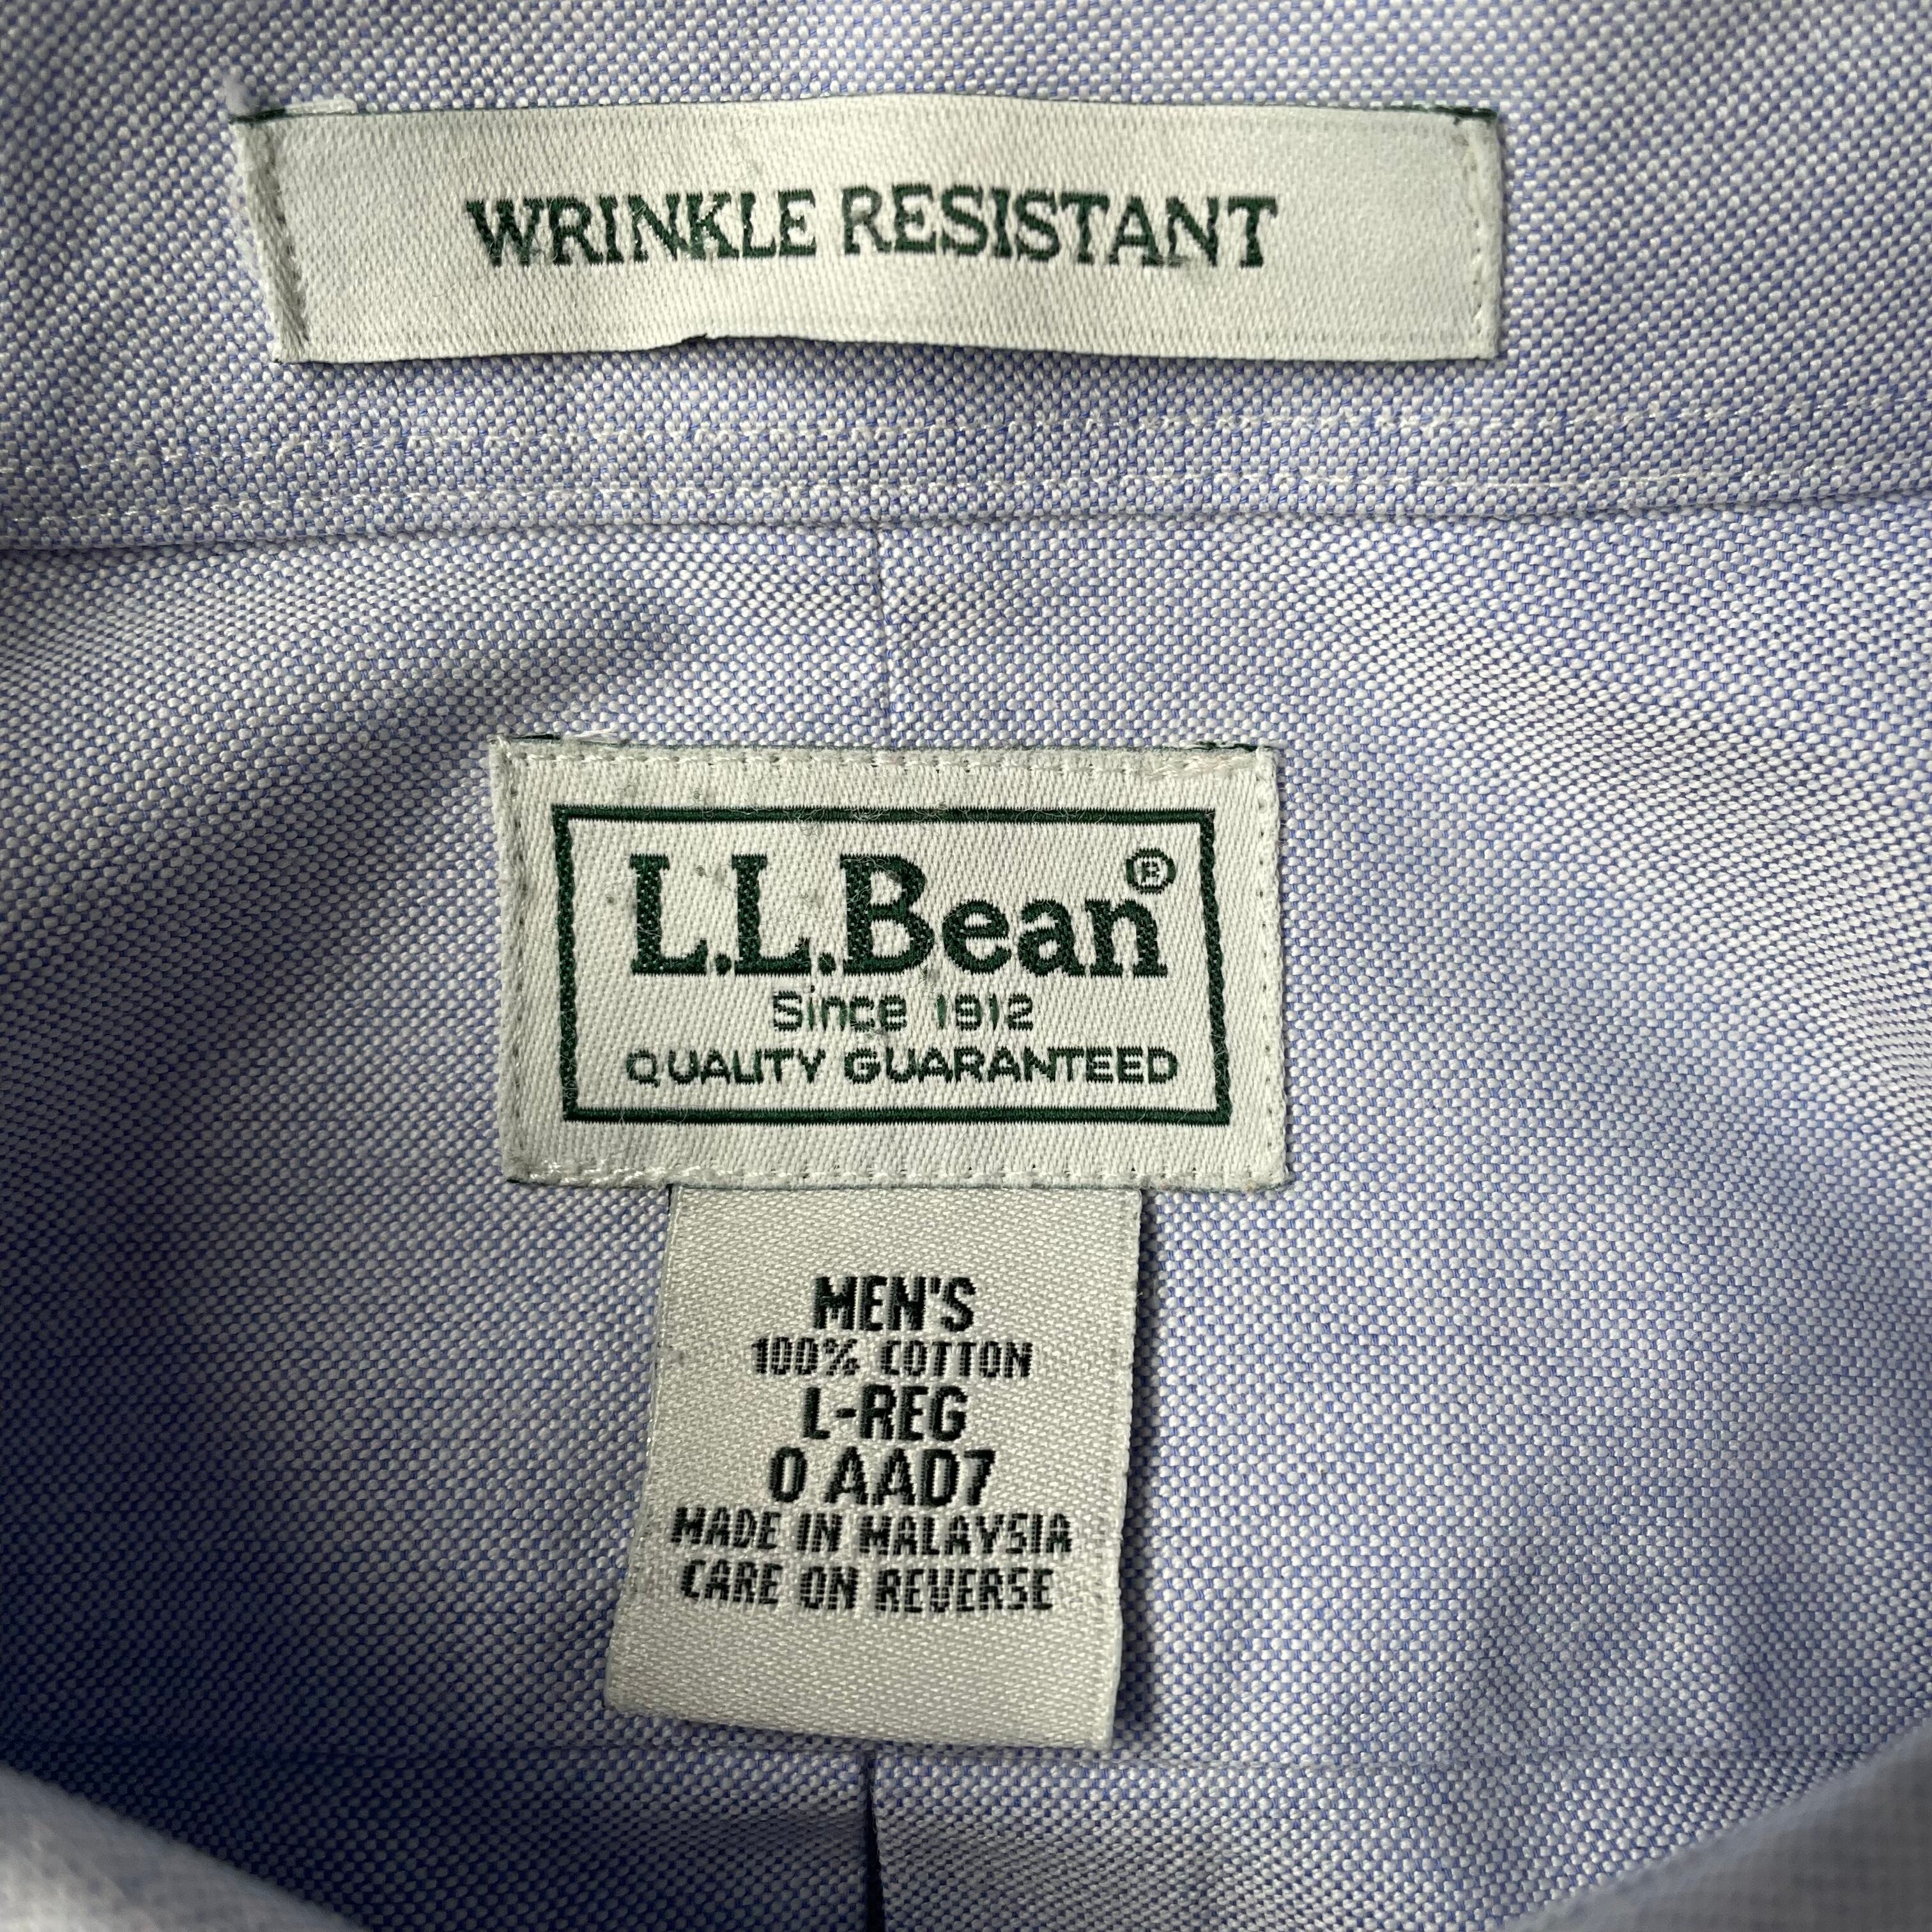 WRINKLE RESISTANT
L.L.Bean®
Since 1912
QUALITY GUARANTEED
MEN'S
100% COTTON
L-REG
0 AAD7
MADE IN MALAYSIA
CARE ON REVERSE